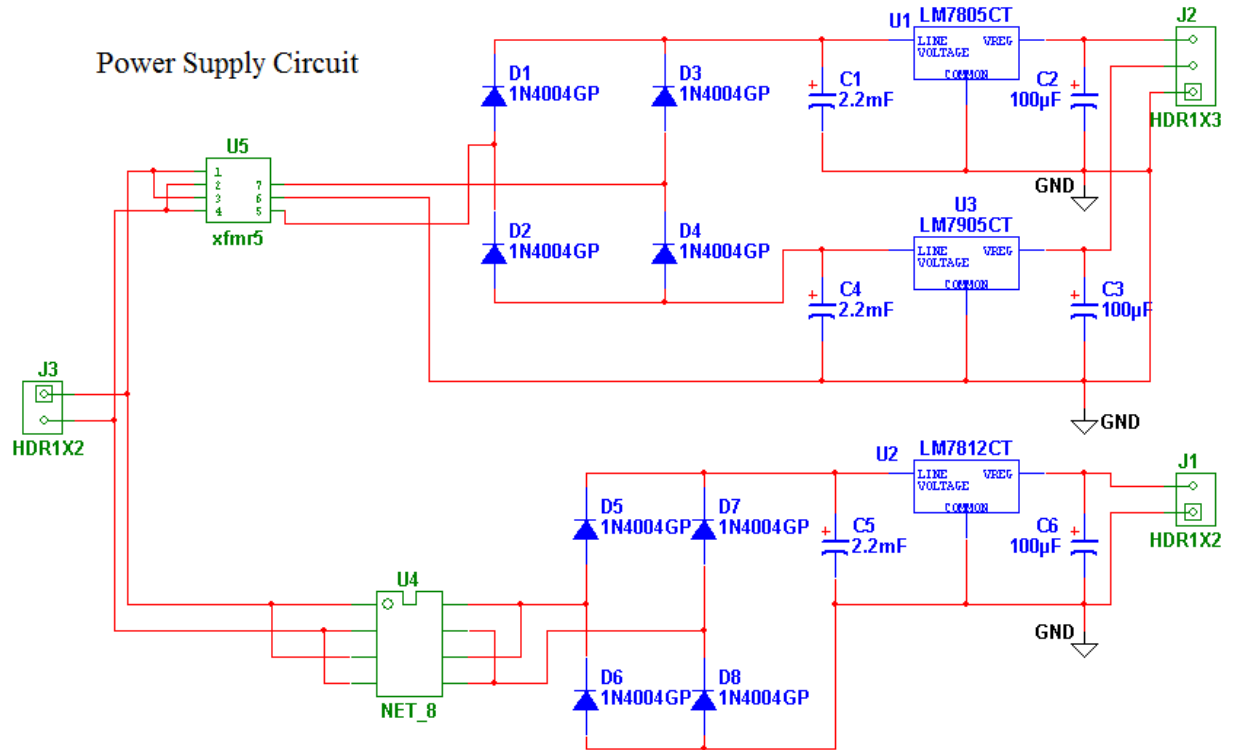 Power Supply Circuit
U1 LM7805CT
LINE VREG
VOLTAGE
COMMON
J2
HDR1X3
D1
1N4004GP
D3
1N4004GP
C1
2.2mF
C2
100µF
GND
U5
1
2
3
4
7
6
5
xfmr5
D2
1N4004GP
D4
1N4004GP
U3
LM7905CT
LINE VREG
VOLTAGE
COMMON
C4
2.2mF
C3
100µF
GND
J3
HDR1X2
U2 LM7812CT
LINE VREG
VOLTAGE
COMMON
J1
HDR1X2
D5
1N4004GP
D7
1N4004GP
C5
2.2mF
C6
100µF
GND
U4
NET_8
D6
1N4004GP
D8
1N4004GP